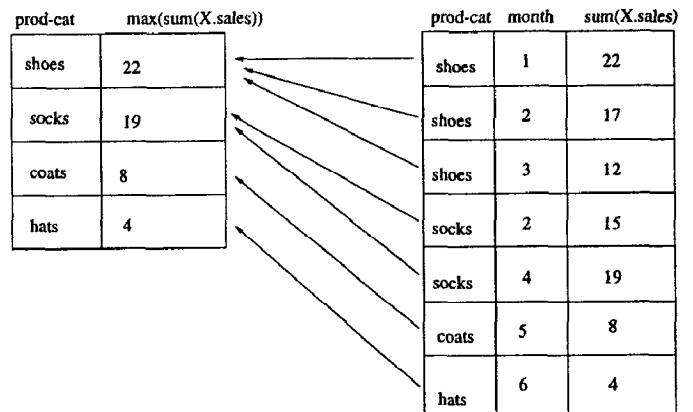 prod-cat max(sum(X.sales))
shoes 22
socks 19
coats 8
hats 4
prod-cat month sum(X.sales)
shoes 1 22
shoes 2 17
shoes 3 12
socks 2 15
socks 4 19
coats 5 8
hats 6 4